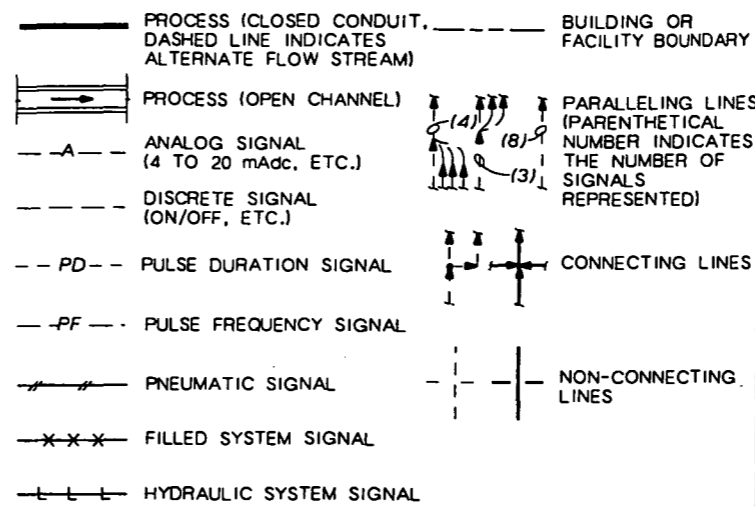 PROCESS (CLOSED CONDUIT,
DASHED LINE INDICATES
ALTERNATE FLOW STREAM)
PROCESS (OPEN CHANNEL)
A
ANALOG SIGNAL
(4 TO 20 mAdc, ETC.)
DISCRETE SIGNAL
(ON/OFF, ETC.)
PD
PULSE DURATION SIGNAL
PF
PULSE FREQUENCY SIGNAL
PNEUMATIC SIGNAL
X X X
FILLED SYSTEM SIGNAL
L L L
HYDRAULIC SYSTEM SIGNAL
BUILDING OR
FACILITY BOUNDARY
(4)
(8)
(3)
PARALLELING LINES
(PARENTHETICAL
NUMBER INDICATES
THE NUMBER OF
SIGNALS
REPRESENTED)
CONNECTING LINES
NON-CONNECTING
LINES